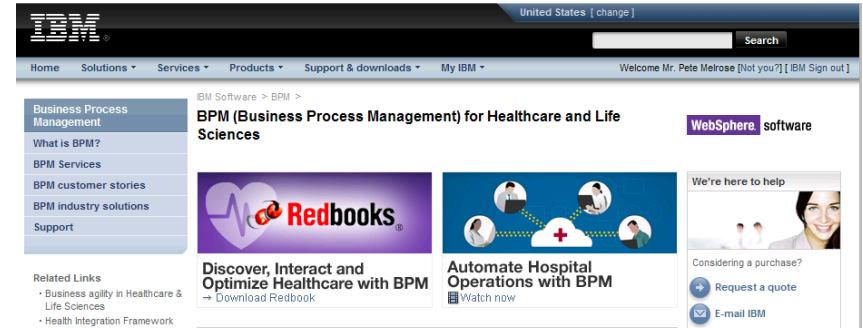 United States [ change ]
IBM®
Search
Home Solutions Services Products Support & downloads My IBM Welcome Mr. Pete Melrose [Not you?] [ IBM Sign out ]
IBM Software > BPM >
BPM (Business Process Management) for Healthcare and Life
Sciences
WebSphere. software
Business Process
Management
What is BPM?
BPM Services
BPM customer stories
BPM industry solutions
Support
Related Links
· Business agility in Healthcare &
Life Sciences
· Health Integration Framework
Redbooks®
Discover, Interact and
Optimize Healthcare with BPM
→ Download Redbook
Automate Hospital
Operations with BPM
Watch now
We're here to help
Considering a purchase?
Request a quote
E-mail IBM